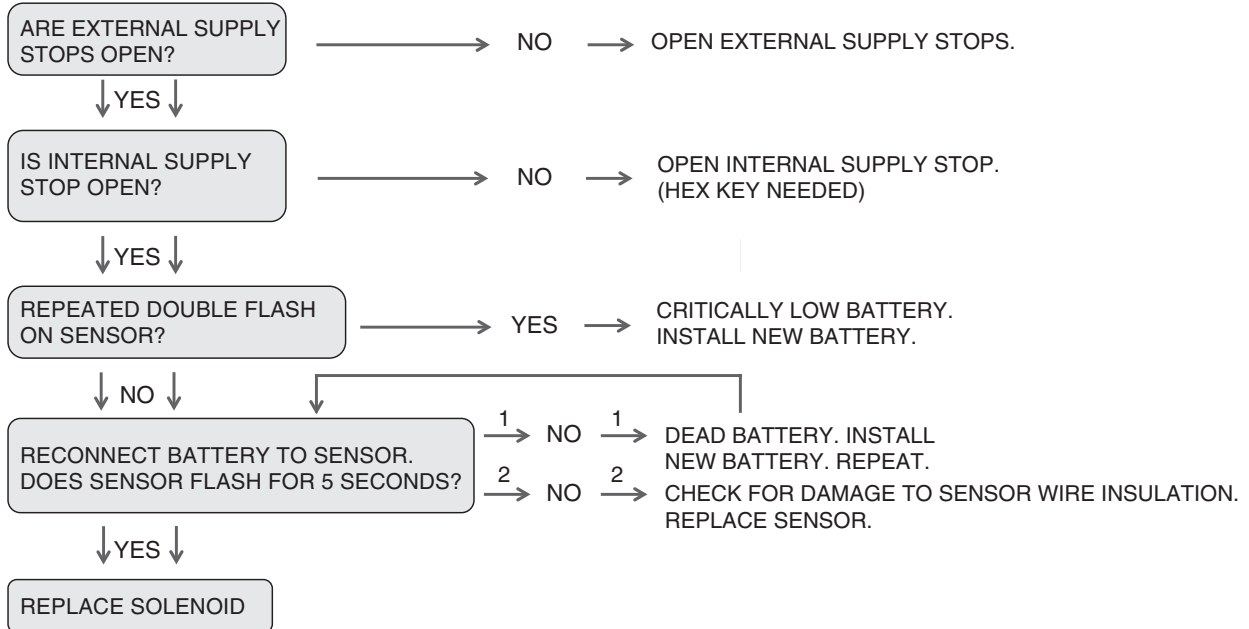 ARE EXTERNAL SUPPLY
STOPS OPEN?
NO
OPEN EXTERNAL SUPPLY STOPS.
YES
IS INTERNAL SUPPLY
STOP OPEN?
NO
OPEN INTERNAL SUPPLY STOP.
(HEX KEY NEEDED)
YES
REPEATED DOUBLE FLASH
ON SENSOR?
YES
CRITICALLY LOW BATTERY.
INSTALL NEW BATTERY.
NO
RECONNECT BATTERY TO SENSOR.
DOES SENSOR FLASH FOR 5 SECONDS?
1 NO 1
DEAD BATTERY. INSTALL
NEW BATTERY. REPEAT.
2 NO 2
CHECK FOR DAMAGE TO SENSOR WIRE INSULATION.
REPLACE SENSOR.
YES
REPLACE SOLENOID